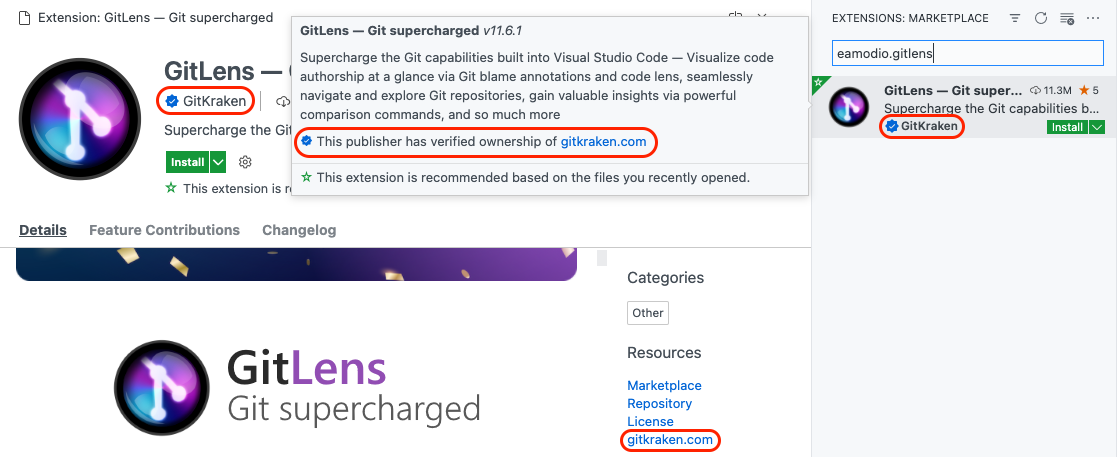 Extension: GitLens — Git supercharged
GitLens —
GitKraken
Supercharge the Git
Install
This extension is
GitLens — Git supercharged v11.6.1
Supercharge the Git capabilities built into Visual Studio Code — Visualize code
authorship at a glance via Git blame annotations and code lens, seamlessly
navigate and explore Git repositories, gain valuable insights via powerful
comparison commands, and so much more
This publisher has verified ownership of gitkraken.com
This extension is recommended based on the files you recently opened.
Details Feature Contributions Changelog
GitLens
Git supercharged
Categories
Other
Resources
Marketplace
Repository
License
gitkraken.com
EXTENSIONS: MARKETPLACE
eamodio.gitlens
GitLens — Git super... 11.3M 5
Supercharge the Git capabilities b...
GitKraken
Install